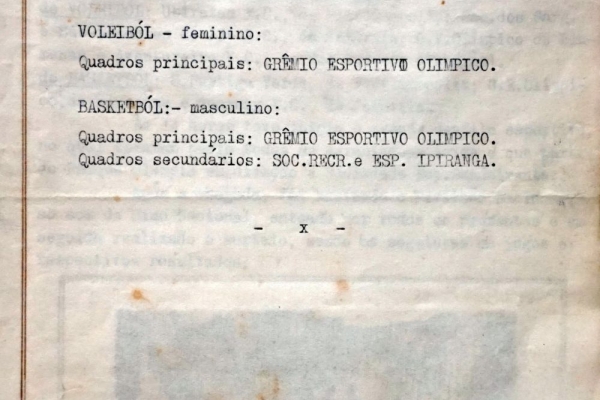 VOLEIBÓL - feminino:
Quadros principais: GRÊMIO ESPORTIVO OLIMPICO.
BASKETBÓL:- masculino:
Quadros principais: GRÊMIO ESPORTIVO OLIMPICO.
Quadros secundários: SOC.RECR.e ESP. IPIRANGA.
- x -